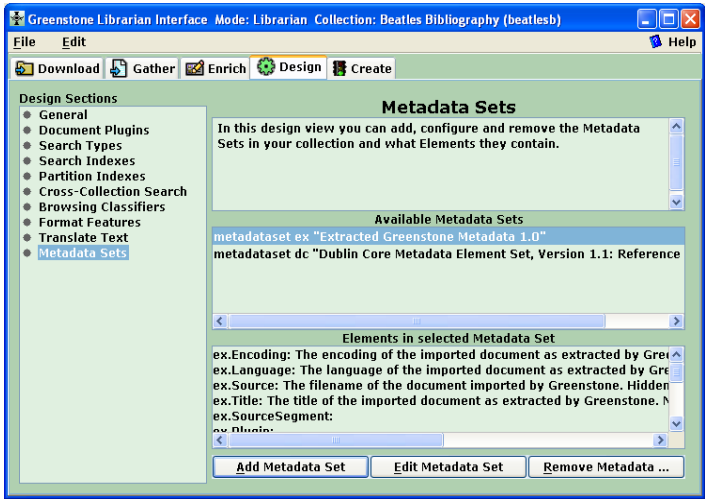 Greenstone Librarian Interface  Mode: Librarian  Collection: Beatles Bibliography (beatlesb)
File Edit Help
Download Gather Enrich Design Create
Design Sections
General
Document Plugins
Search Types
Search Indexes
Partition Indexes
Cross-Collection Search
Browsing Classifiers
Format Features
Translate Text
Metadata Sets
Metadata Sets
In this design view you can add, configure and remove the Metadata
Sets in your collection and what Elements they contain.
Available Metadata Sets
metadataset ex "Extracted Greenstone Metadata 1.0"
metadataset dc "Dublin Core Metadata Element Set, Version 1.1: Reference
Elements in selected Metadata Set
ex.Encoding: The encoding of the imported document as extracted by Gree
ex.Language: The language of the imported document as extracted by Gre
ex.Source: The filename of the document imported by Greenstone. Hidden
ex.Title: The title of the imported document as extracted by Greenstone.
ex.SourceSegment:
ex.Plugin:
Add Metadata Set Edit Metadata Set Remove Metadata ...